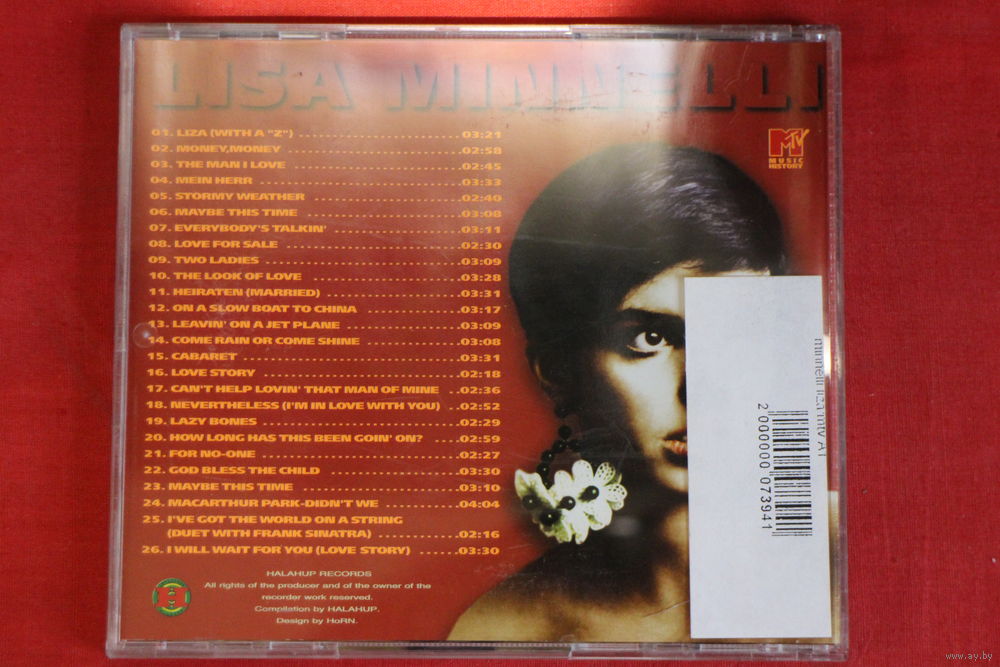 LISA MINNELLI
01. LIZA (WITH A "Z") 03:21
02. MONEY,MONEY 02:58
03. THE MAN I LOVE 02:45
04. MEIN HERR 03:33
05. STORMY WEATHER 02:40
06. MAYBE THIS TIME 03:08
07. EVERYBODY'S TALKIN' 03:11
08. LOVE FOR SALE 02:30
09. TWO LADIES 03:09
10. THE LOOK OF LOVE 03:28
11. HEIRATEN (MARRIED) 03:31
12. ON A SLOW BOAT TO CHINA 03:17
13. LEAVIN' ON A JET PLANE 03:09
14. COME RAIN OR COME SHINE 03:08
15. CABARET 03:31
16. LOVE STORY 02:18
17. CAN'T HELP LOVIN' THAT MAN OF MINE 02:36
18. NEVERTHELESS (I'M IN LOVE WITH YOU) 02:52
19. LAZY BONES 02:29
20. HOW LONG HAS THIS BEEN GOIN' ON? 02:59
21. FOR NO-ONE 02:27
22. GOD BLESS THE CHILD 03:30
23. MAYBE THIS TIME 03:10
24. MACARTHUR PARK-DIDN'T WE 04:04
25. I'VE GOT THE WORLD ON A STRING
(DUET WITH FRANK SINATRA) 02:16
26. I WILL WAIT FOR YOU (LOVE STORY) 03:30
HALAHUP RECORDS
All rights of the producer and of the owner of the
recorder work reserved.
Compilation by HALAHUP.
Design by HoRN.
MTV
MUSIC
HISTORY
minnelli liza mtv
2 000000 073941
www.ay.by